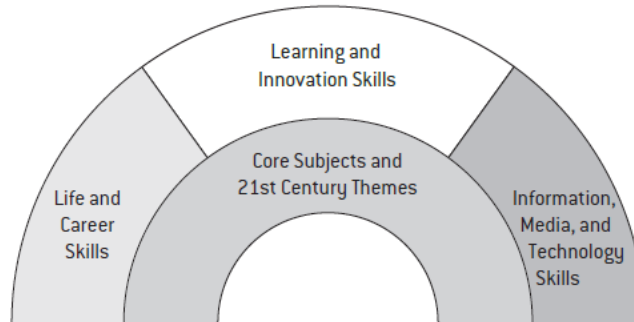 Learning and
Innovation Skills
Core Subjects and
21st Century Themes
Life and
Career
Skills
Information,
Media, and
Technology
Skills